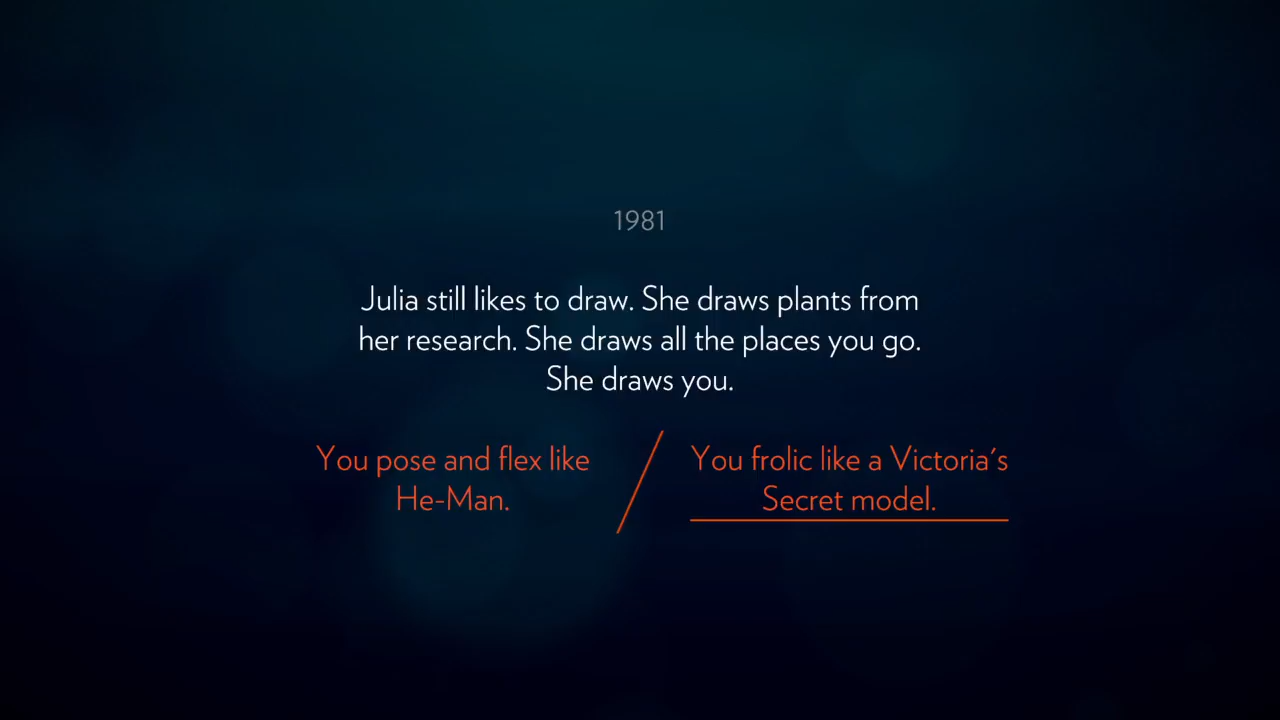 1981
Julia still likes to draw. She draws plants from
her research. She draws all the places you go.
She draws you.
You pose and flex like
He-Man.
You frolic like a Victoria's
Secret model.